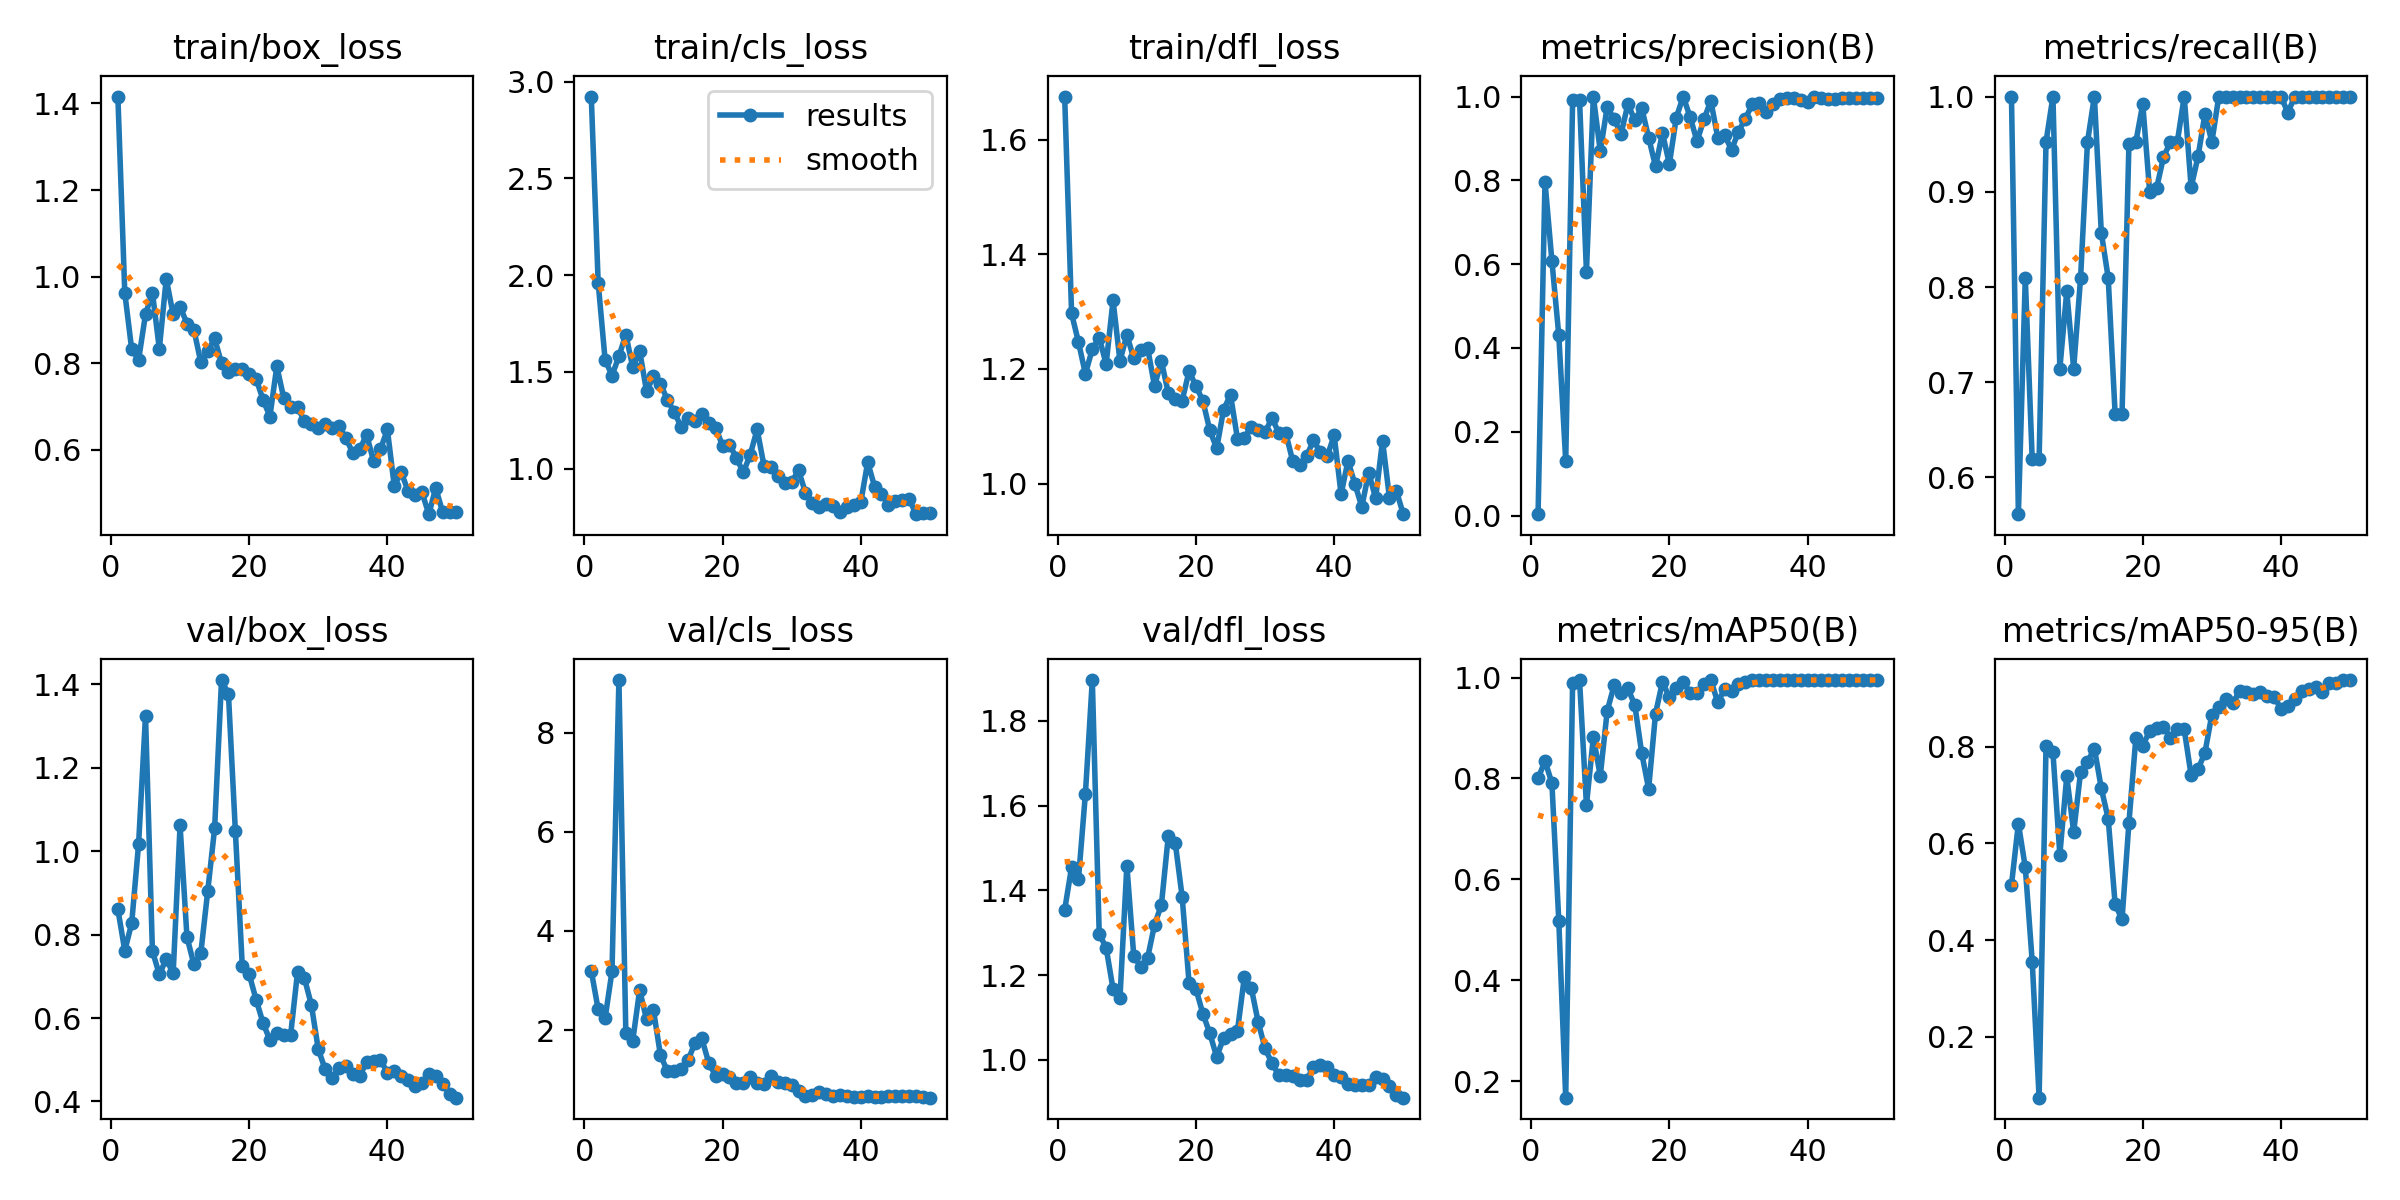 train/box_loss
1.4
1.2
1.0
0.8
0.6
0 20 40
train/cls_loss
results
smooth
3.0
2.5
2.0
1.5
1.0
0 20 40
train/dfl_loss
1.6
1.4
1.2
1.0
0 20 40
metrics/precision(B)
1.0
0.8
0.6
0.4
0.2
0.0
0 20 40
metrics/recall(B)
1.0
0.9
0.8
0.7
0.6
0 20 40
val/box_loss
1.4
1.2
1.0
0.8
0.6
0.4
0 20 40
val/cls_loss
8
6
4
2
0 20 40
val/dfl_loss
1.8
1.6
1.4
1.2
1.0
0 20 40
metrics/mAP50(B)
1.0
0.8
0.6
0.4
0.2
0 20 40
metrics/mAP50-95(B)
0.8
0.6
0.4
0.2
0 20 40